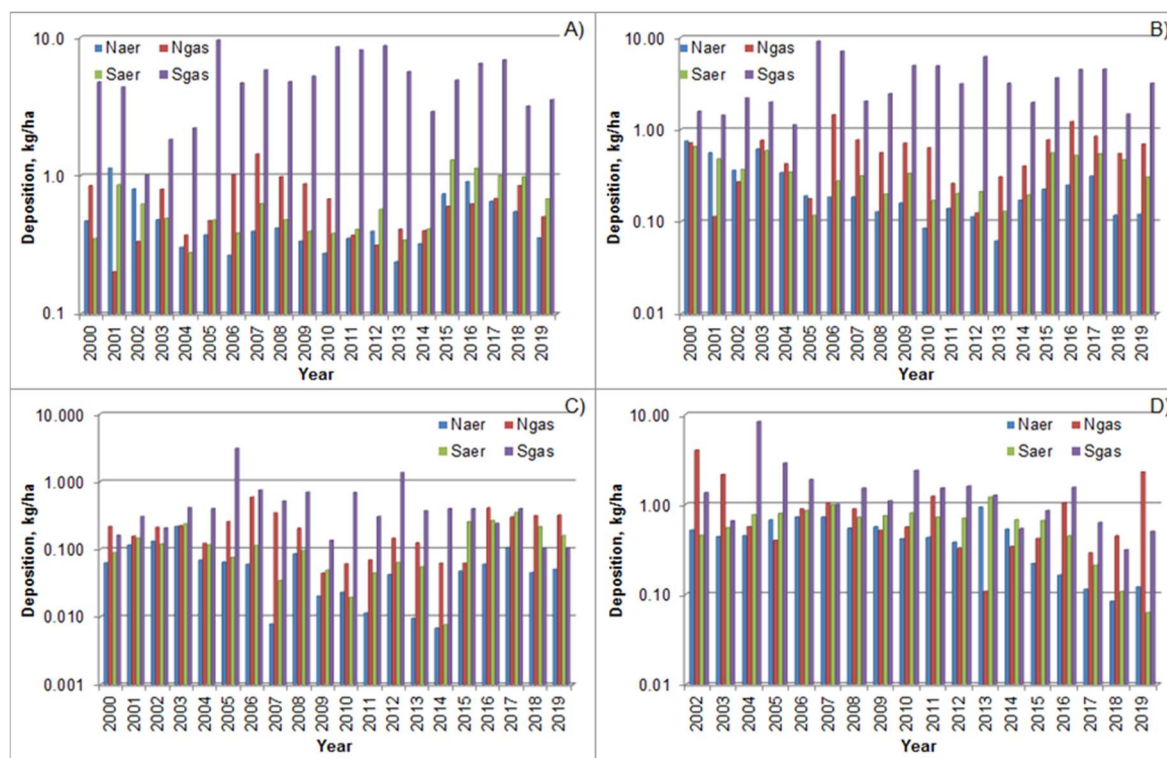 A)
Naer Ngas
Saer Sgas
Deposition, kg/ha
10.0
1.0
0.1
2000 2001 2002 2003 2004 2005 2006 2007 2008 2009 2010 2011 2012 2013 2014 2015 2016 2017 2018 2019
Year
B)
Naer Ngas
Saer Sgas
Deposition, kg/ha
10.00
1.00
0.10
0.01
2000 2001 2002 2003 2004 2005 2006 2007 2008 2009 2010 2011 2012 2013 2014 2015 2016 2017 2018 2019
Year
C)
Naer Ngas
Saer Sgas
Deposition, kg/ha
10.000
1.000
0.100
0.010
0.001
2000 2001 2002 2003 2004 2005 2006 2007 2008 2009 2010 2011 2012 2013 2014 2015 2016 2017 2018 2019
Year
D)
Naer Ngas
Saer Sgas
Deposition, kg/ha
10.00
1.00
0.10
0.01
2002 2003 2004 2005 2006 2007 2008 2009 2010 2011 2012 2013 2014 2015 2016 2017 2018 2019
Year